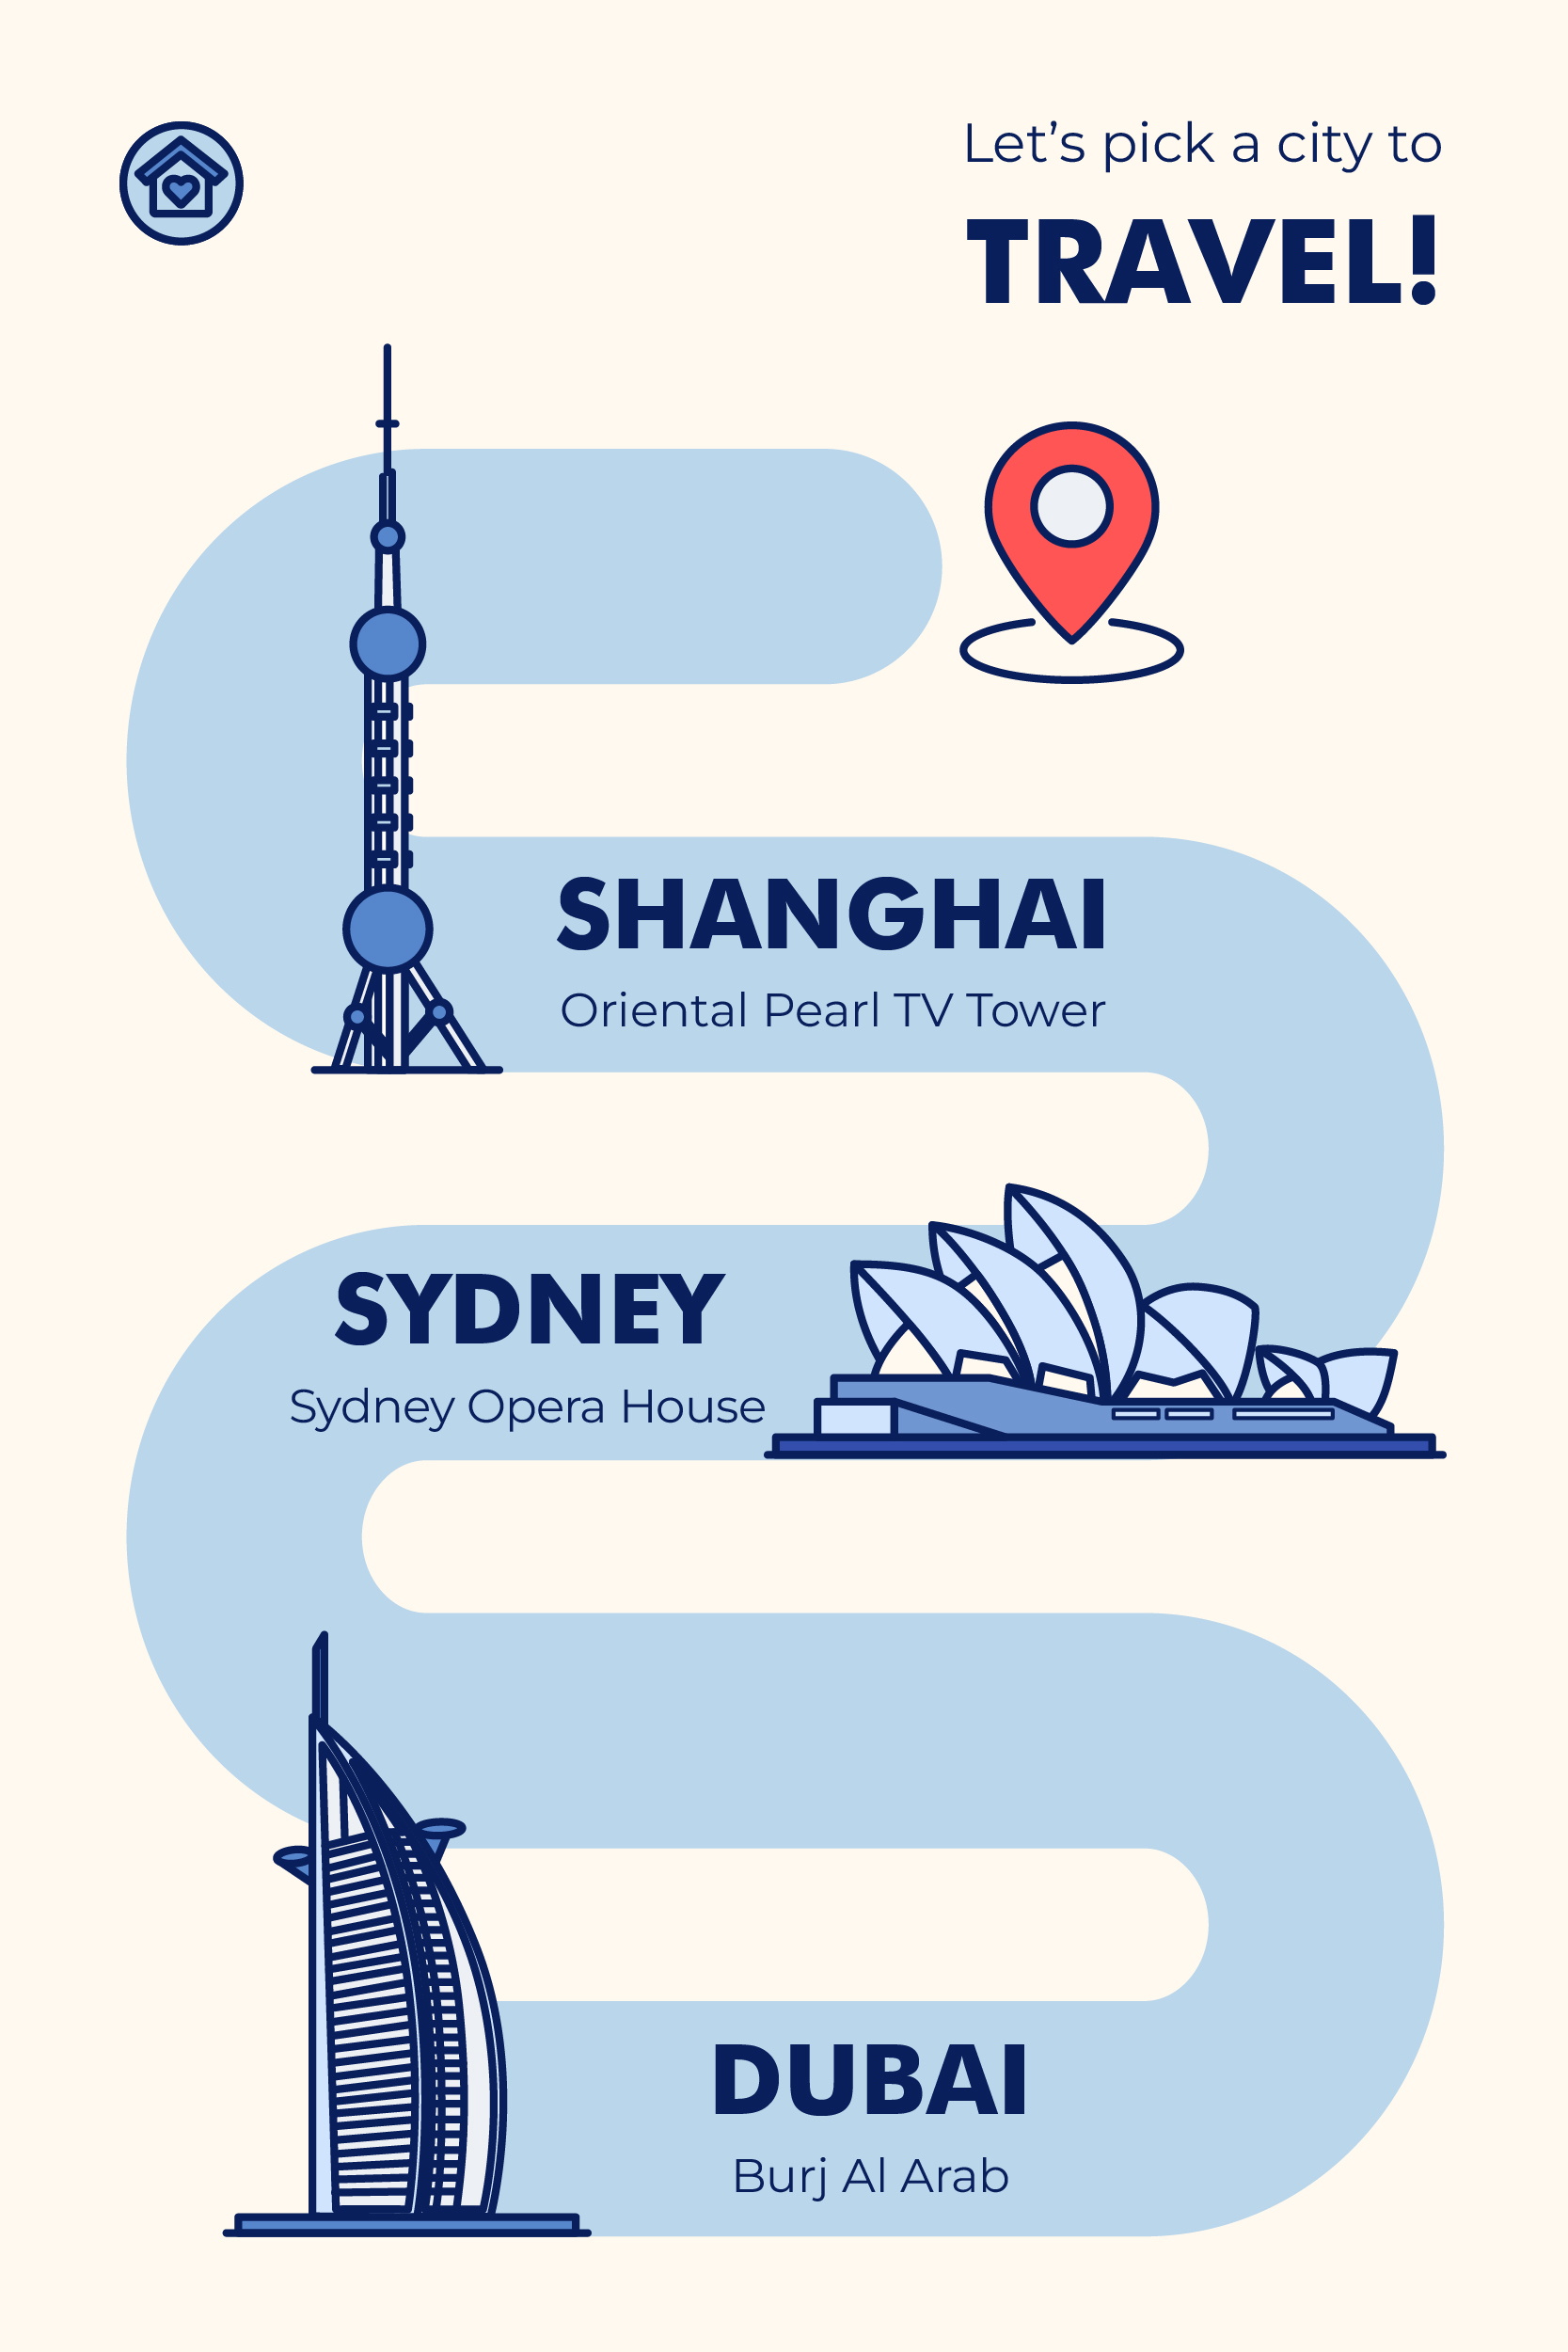 Let’s pick a city to
TRAVEL!
SHANGHAI
Oriental Pearl TV Tower
SYDNEY
Sydney Opera House
DUBAI
Burj Al Arab